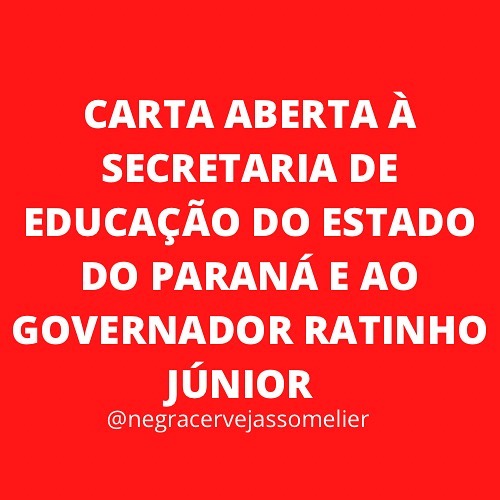 CARTA ABERTA À
SECRETARIA DE
EDUCAÇÃO DO ESTADO
DO PARANÁ E AO
GOVERNADOR RATINHO
JÚNIOR
@negracervejassomelier